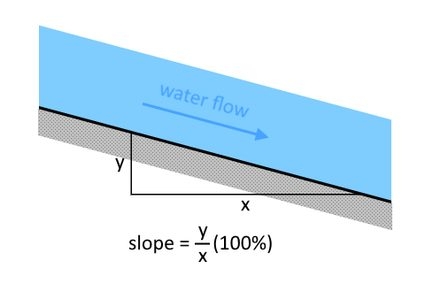 water flow
y
x
slope = y/x (100%)